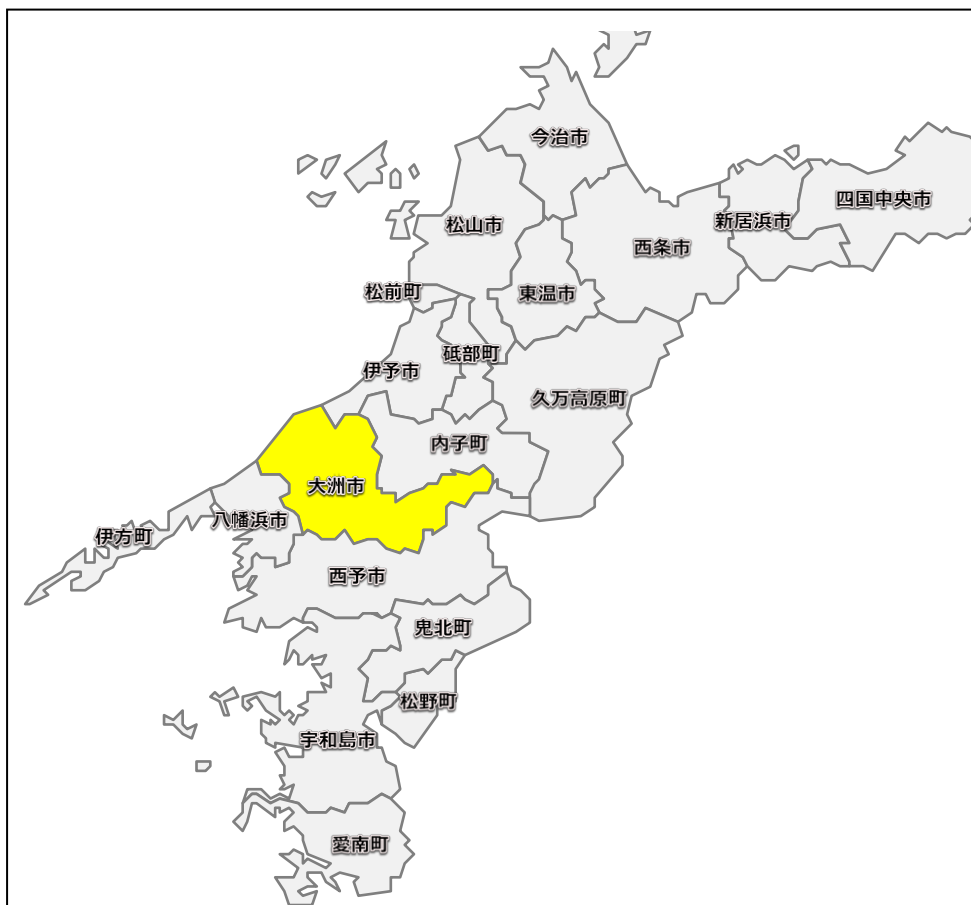 今治市
四国中央市
新居浜市
松山市
西条市
松前町
東温市
砥部町
伊予市
久万高原町
内子町
大洲市
八幡浜市
伊方町
西予市
鬼北町
松野町
宇和島市
愛南町